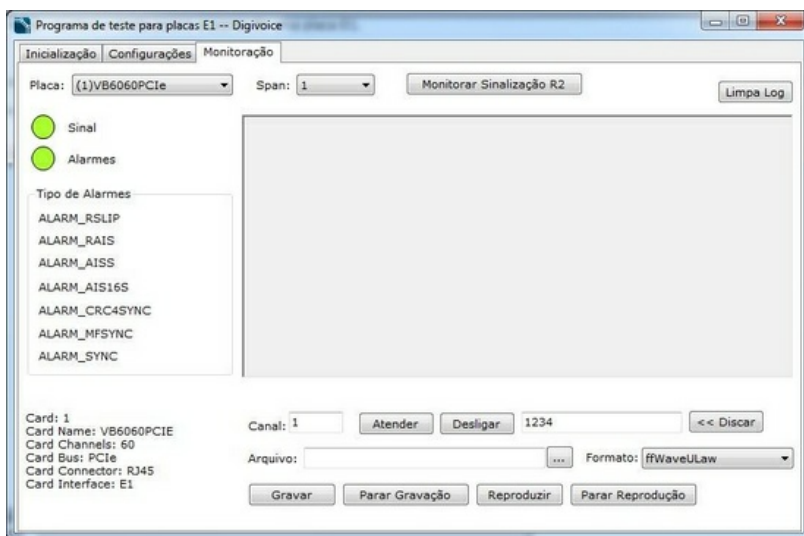 Programa de teste para placas E1 -- Digivoice
Inicialização Configurações Monitoração
Placa: (1)VB6060PCIe Span: 1 Monitorar Sinalização R2
Limpa Log
Sinal
Alarmes
Tipo de Alarmes
ALARM_RSLIP
ALARM_RAIS
ALARM_AISS
ALARM_AIS16S
ALARM_CRC4SYNC
ALARM_MFSYNC
ALARM_SYNC
Card: 1
Card Name: VB6060PCIE
Card Channels: 60
Card Bus: PCIe
Card Connector: RJ45
Card Interface: E1
Canal: 1 Atender Desligar 1234 << Discar
Arquivo: ... Formato: ffWaveULaw
Gravar Parar Gravação Reproduzir Parar Reprodução